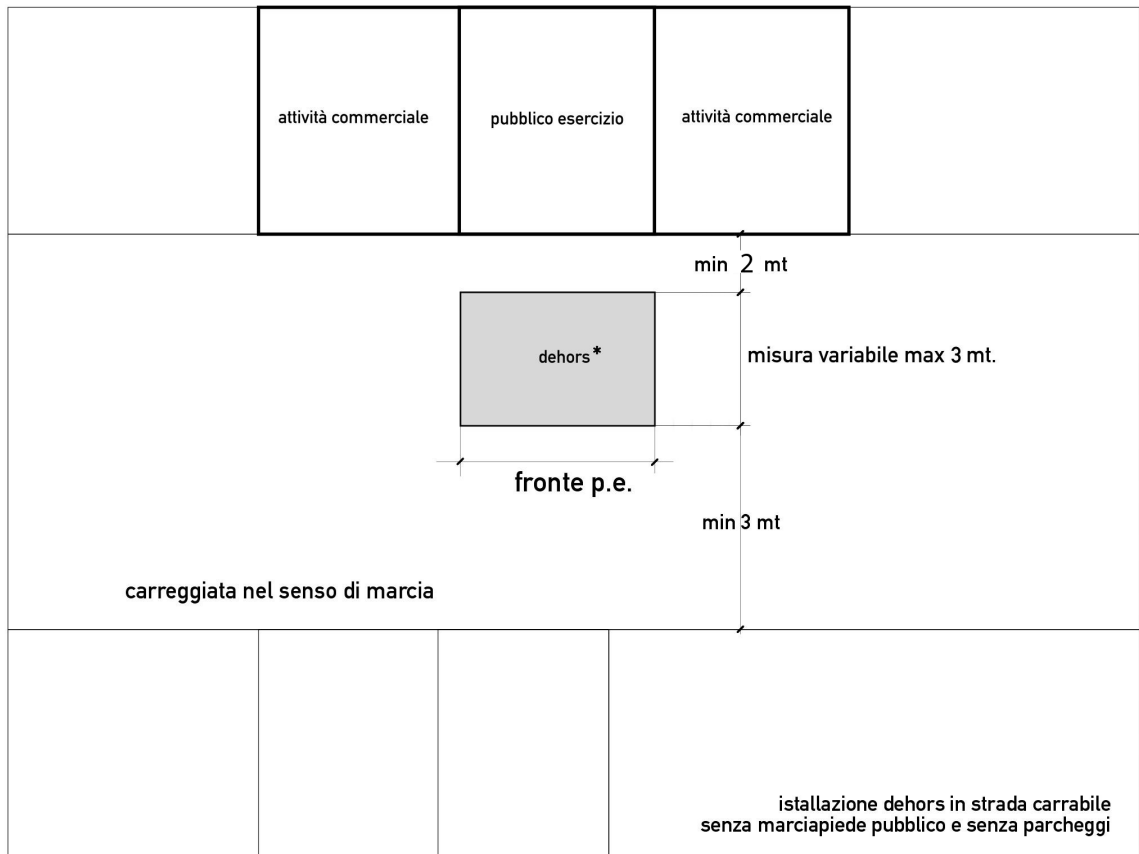 attività commerciale
pubblico esercizio
attività commerciale
min 2 mt
dehors*
misura variabile max 3 mt.
fronte p.e.
min 3 mt
carreggiata nel senso di marcia
istallazione dehors in strada carrabile
senza marciapiede pubblico e senza parcheggi